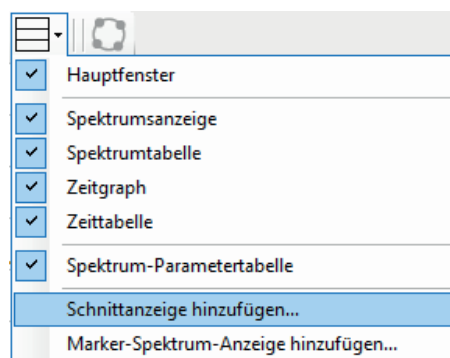 Hauptfenster
Spektrumsanzeige
Spektrumtabelle
Zeitgraph
Zeittabelle
Spektrum-Parametertabelle
Schnittanzeige hinzufügen...
Marker-Spektrum-Anzeige hinzufügen...